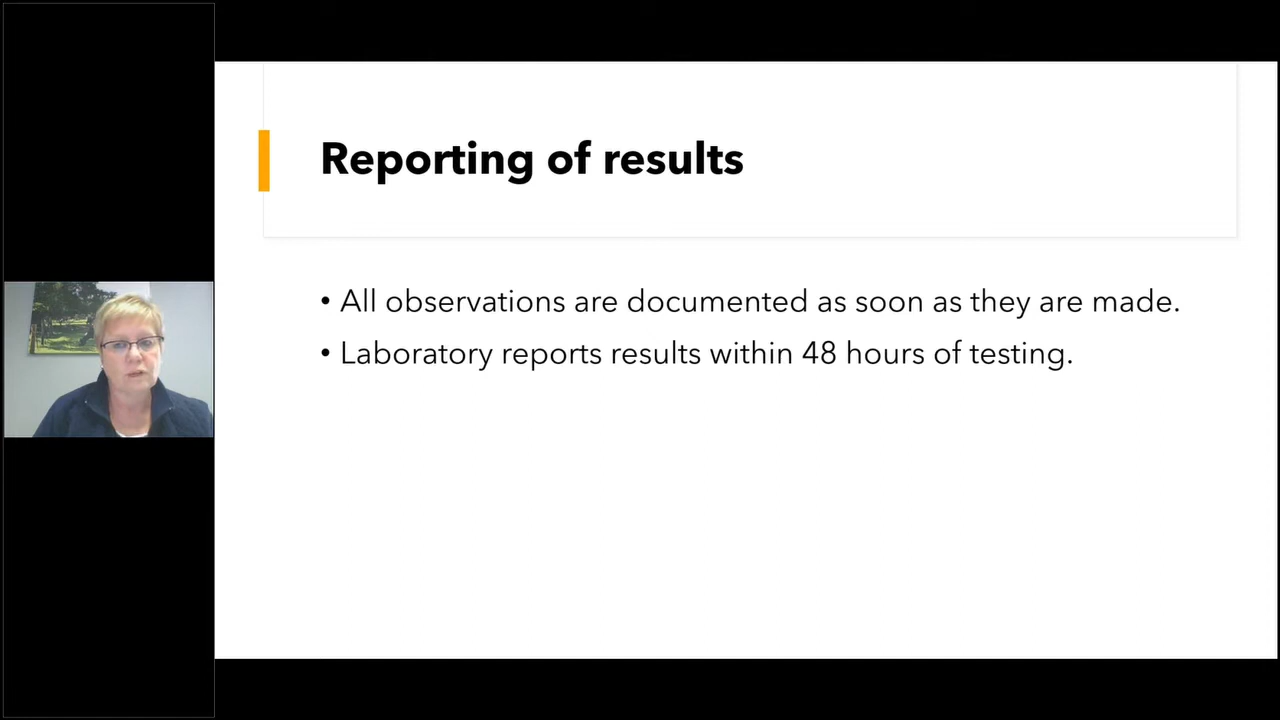 Reporting of results
• All observations are documented as soon as they are made.
• Laboratory reports results within 48 hours of testing.